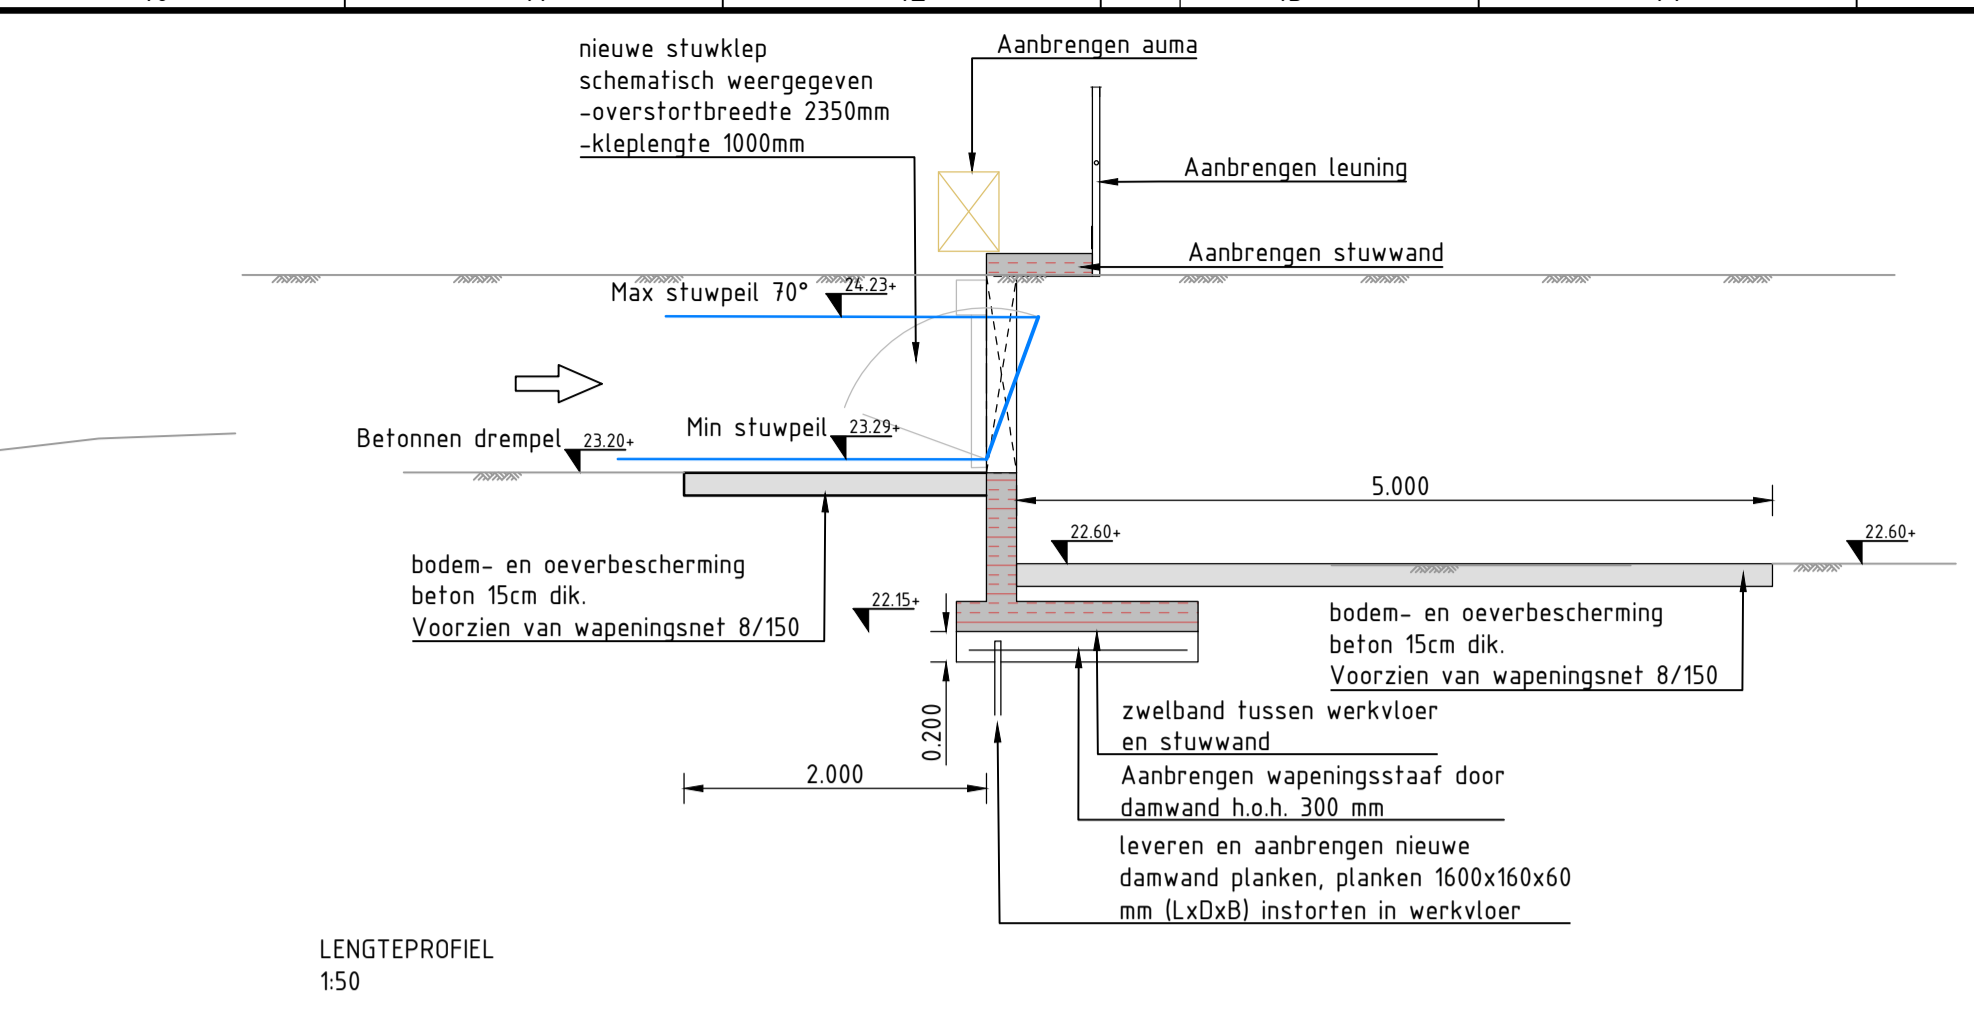 nieuwe stuwklep
schematisch weergegeven
-overstortbreedte 2350mm
-kleplengte 1000mm
Aanbrengen auma
Aanbrengen leuning
Aanbrengen stuwwand
Max stuwpeil 70°
24.23+
Min stuwpeil
23.29+
Betonnen drempel
23.20+
5.000
22.60+
22.60+
bodem- en oeverbescherming
beton 15cm dik.
Voorzien van wapeningsnet 8/150
22.15+
bodem- en oeverbescherming
beton 15cm dik.
Voorzien van wapeningsnet 8/150
0.200
2.000
zwelband tussen werkvloer
en stuwwand
Aanbrengen wapeningsstaaf door
damwand h.o.h. 300 mm
leveren en aanbrengen nieuwe
damwand planken, planken 1600x160x60
mm (LxDxB) instorten in werkvloer
LENGTEPROFIEL
1:50